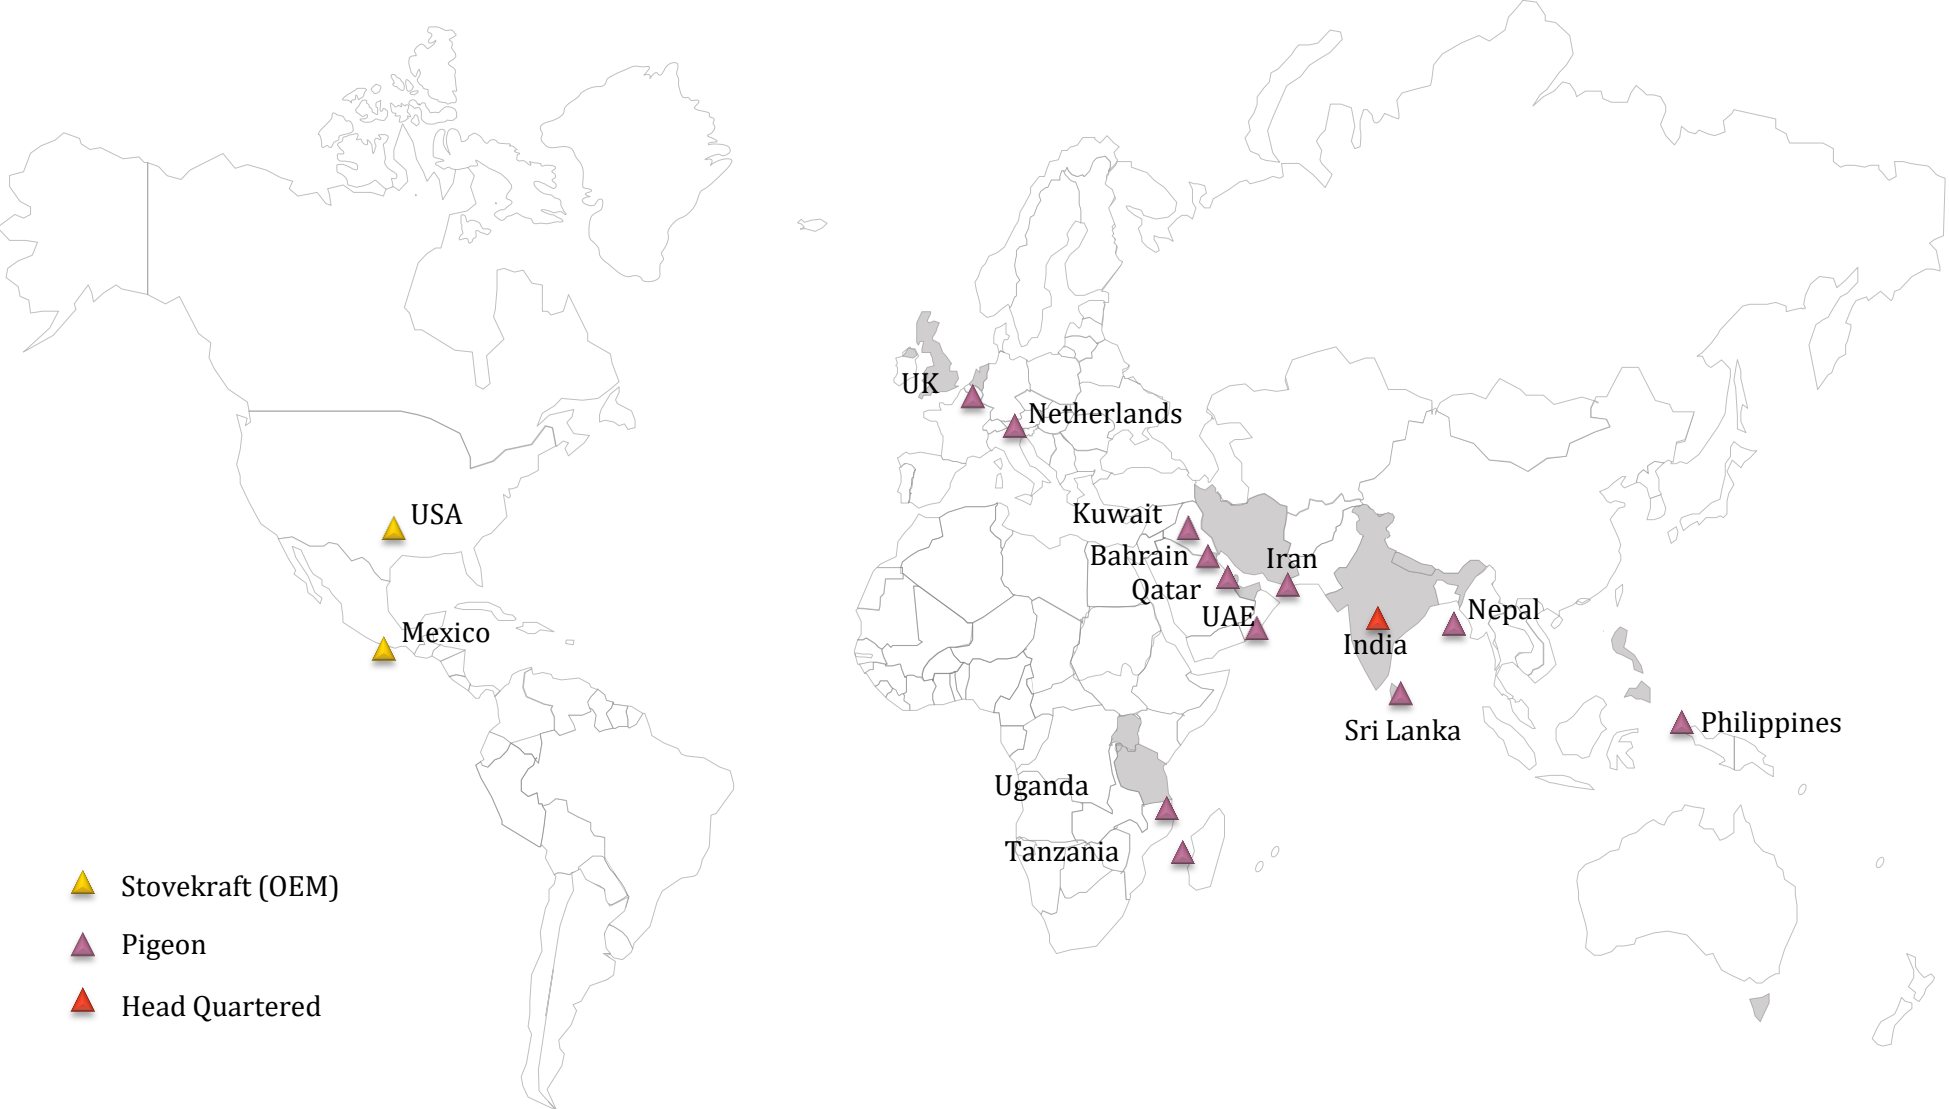 UK
Netherlands
USA
Kuwait
Bahrain
Iran
Qatar
UAE
Nepal
Mexico
India
Sri Lanka
Philippines
Uganda
Tanzania
Stovekraft (OEM)
Pigeon
Head Quartered